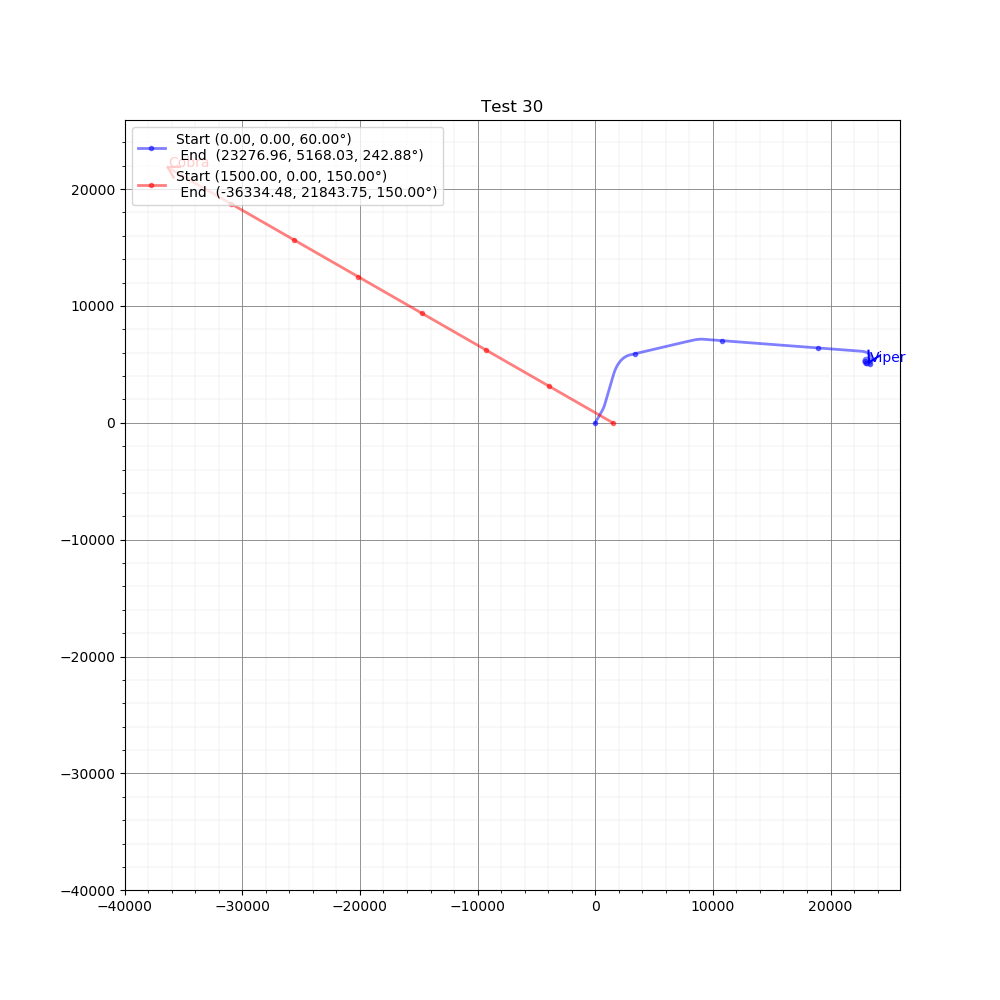 Test 30
Start (0.00, 0.00, 60.00°)
End (23276.96, 5168.03, 242.88°)
Start (1500.00, 0.00, 150.00°)
End (-36334.48, 21843.75, 150.00°)
Cobra
Viper
20000
10000
0
−10000
−20000
−30000
−40000
−40000 −30000 −20000 −10000 0 10000 20000